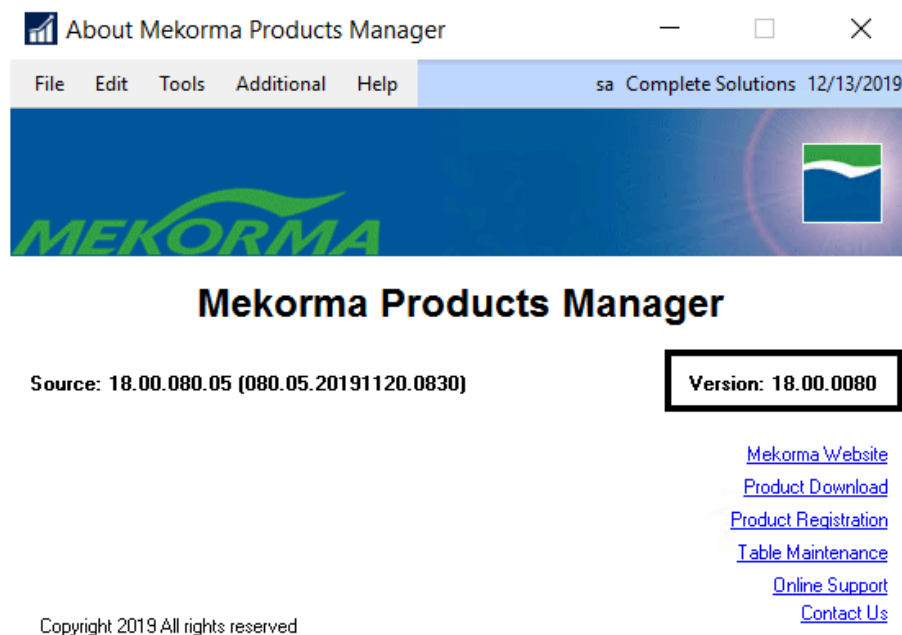 About Mekorma Products Manager
File Edit Tools Additional Help sa Complete Solutions 12/13/2019
MEKORMA
Mekorma Products Manager
Source: 18.00.080.05 (080.05.20191120.0830) Version: 18.00.0080
Mekorma Website
Product Download
Product Registration
Table Maintenance
Online Support
Contact Us
Copyright 2019 All rights reserved